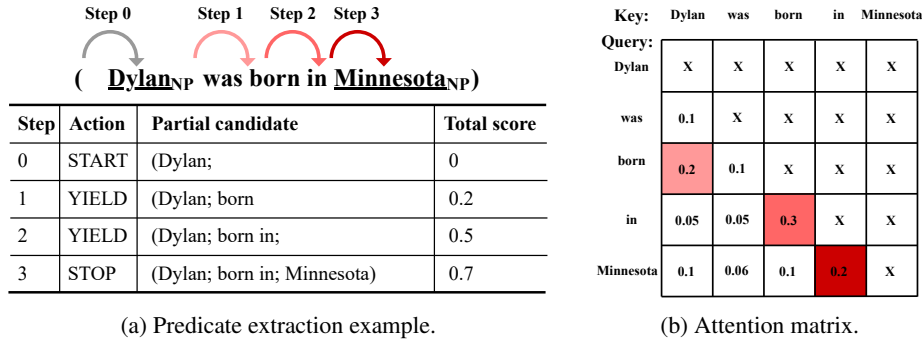 Step 0 Step 1 Step 2 Step 3
( DylanNP was born in MinnesotaNP)
Step Action Partial candidate Total score
0 START (Dylan; 0
1 YIELD (Dylan; born 0.2
2 YIELD (Dylan; born in; 0.5
3 STOP (Dylan; born in; Minnesota) 0.7
(a) Predicate extraction example.
Key: Dylan was born in Minnesota
Query:
Dylan X X X X X
was 0.1 X X X X
born 0.2 0.1 X X X
in 0.05 0.05 0.3 X X
Minnesota 0.1 0.06 0.1 0.2 X
(b) Attention matrix.